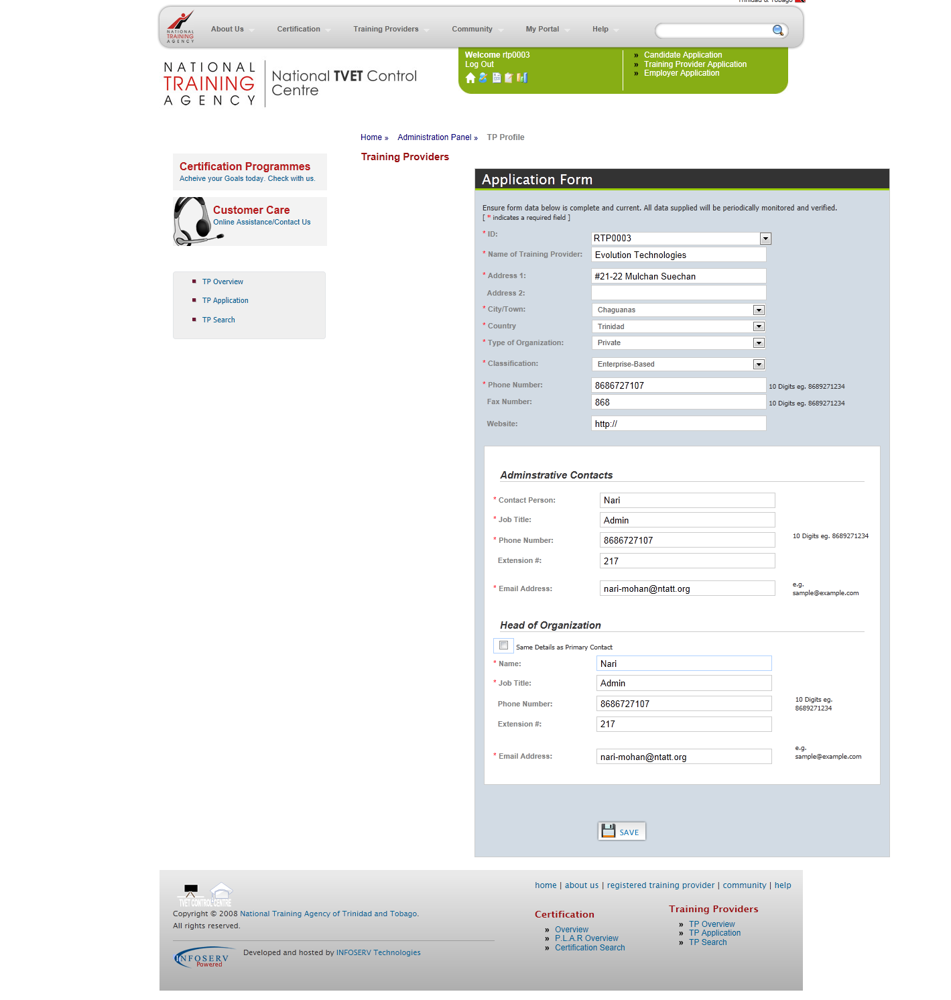 Trinidad & Tobago
NATIONAL
TRAINING
AGENCY
About Us
Certification
Training Providers
Community
My Portal
Help
Welcome rtp0003
Log Out
» Candidate Application
» Training Provider Application
» Employer Application
NATIONAL
TRAINING
AGENCY
National TVET Control
Centre
Home » Administration Panel » TP Profile
Training Providers
Certification Programmes
Acheive your Goals today. Check with us.
Customer Care
Online Assistance/Contact Us
TP Overview
TP Application
TP Search
Application Form
Ensure form data below is complete and current. All data supplied will be periodically monitored and verified.
[ * indicates a required field ]
* ID: RTP0003
* Name of Training Provider: Evolution Technologies
* Address 1: #21-22 Mulchan Suechan
Address 2:
* City/Town: Chaguanas
* Country Trinidad
* Type of Organization: Private
* Classification: Enterprise-Based
* Phone Number: 8686727107 10 Digits eg. 8689271234
Fax Number: 868 10 Digits eg. 8689271234
Website: http://
Adminstrative Contacts
* Contact Person: Nari
* Job Title: Admin
* Phone Number: 8686727107 10 Digits eg. 8689271234
Extension #: 217
* Email Address: nari-mohan@ntatt.org e.g.
sample@example.com
Head of Organization
Same Details as Primary Contact
* Name: Nari
* Job Title: Admin
Phone Number: 8686727107 10 Digits eg.
8689271234
Extension #: 217
* Email Address: nari-mohan@ntatt.org e.g.
sample@example.com
SAVE
TVET CONTROL CENTRE
Copyright © 2008 National Training Agency of Trinidad and Tobago.
All rights reserved.
INFOSERV
Powered
Developed and hosted by INFOSERV Technologies
home | about us | registered training provider | community | help
Certification
» Overview
» P.L.A.R Overview
» Certification Search
Training Providers
» TP Overview
» TP Application
» TP Search